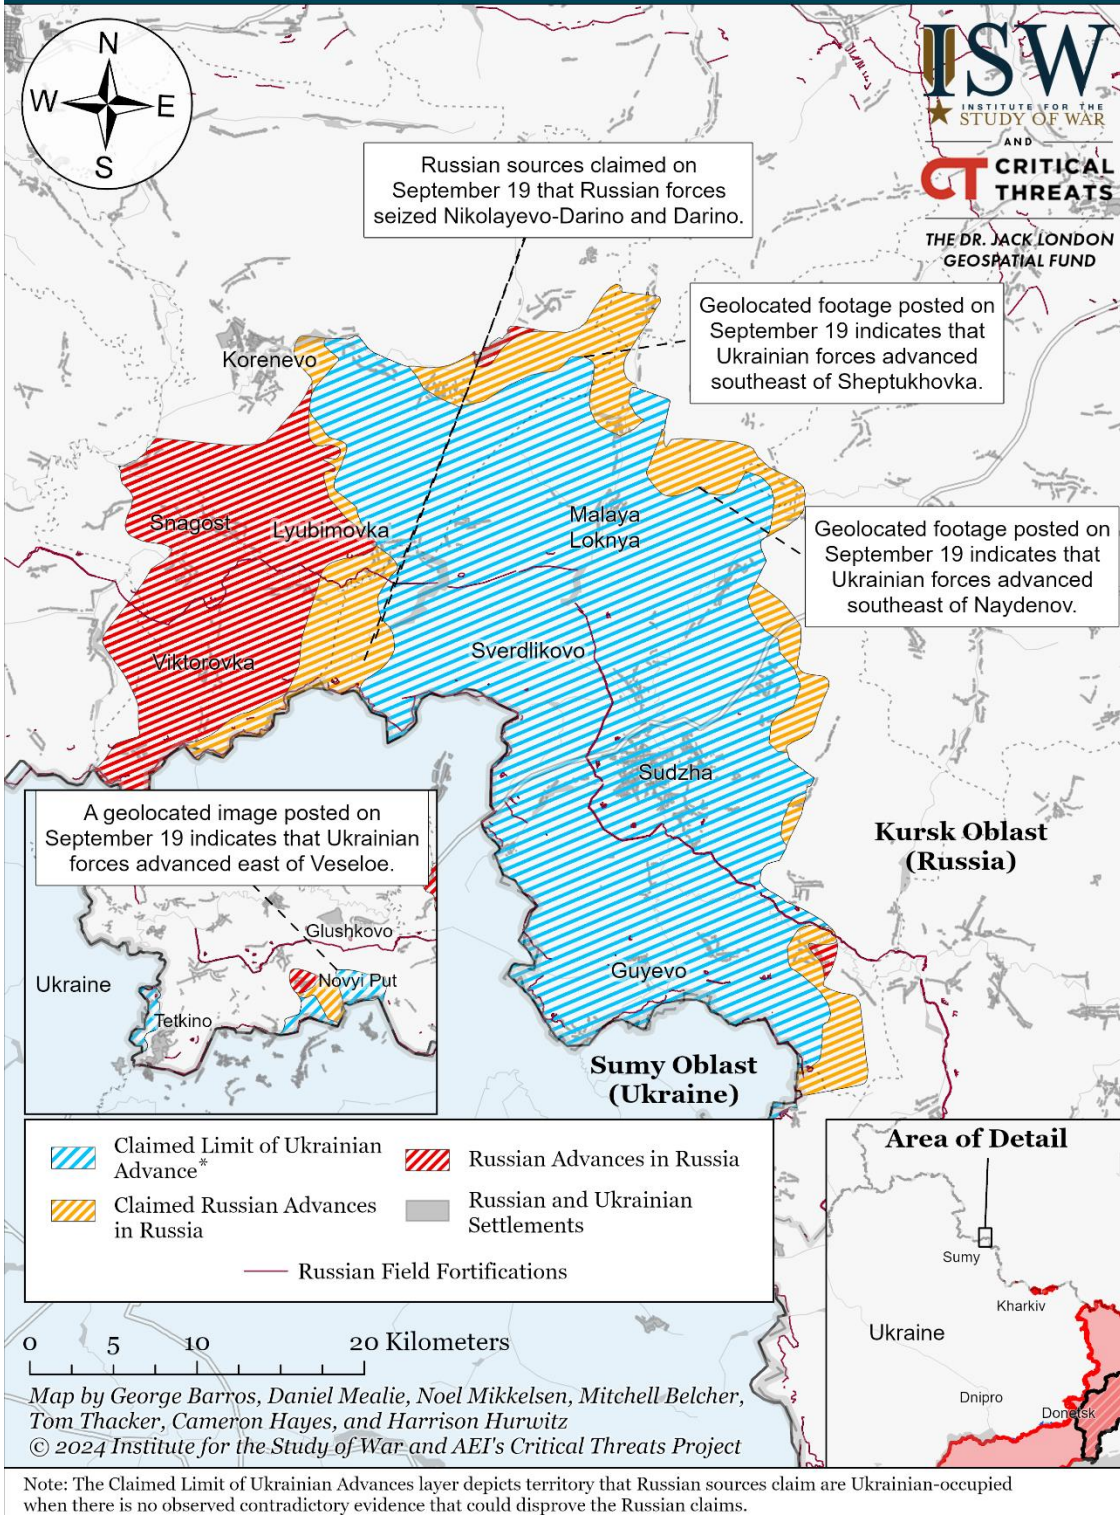 N
W
E
S
ISW
INSTITUTE FOR THE
STUDY OF WAR
AND
CT CRITICAL
THREATS
THE DR. JACK LONDON
GEOSPATIAL FUND
Russian sources claimed on
September 19 that Russian forces
seized Nikolayevo-Darino and Darino.
Geolocated footage posted on
September 19 indicates that
Ukrainian forces advanced
southeast of Sheptukhovka.
Korenevo
Snagost
Lyubimovka
Malaya
Loknya
Geolocated footage posted on
September 19 indicates that
Ukrainian forces advanced
southeast of Naydenov.
Viktorovka
Sverdlikovo
Sudzha
A geolocated image posted on
September 19 indicates that Ukrainian
forces advanced east of Veseloe.
Kursk Oblast
(Russia)
Glushkovo
Ukraine
Novyi Put
Tetkino
Guyevo
Sumy Oblast
(Ukraine)
Claimed Limit of Ukrainian
Advance*
Russian Advances in Russia
Claimed Russian Advances
in Russia
Russian and Ukrainian
Settlements
Russian Field Fortifications
Area of Detail
Sumy
Kharkiv
Ukraine
Dnipro
Donetsk
0 5 10 20 Kilometers
Map by George Barros, Daniel Mealie, Noel Mikkelsen, Mitchell Belcher,
Tom Thacker, Cameron Hayes, and Harrison Hurwitz
© 2024 Institute for the Study of War and AEI's Critical Threats Project
Note: The Claimed Limit of Ukrainian Advances layer depicts territory that Russian sources claim are Ukrainian-occupied
when there is no observed contradictory evidence that could disprove the Russian claims.